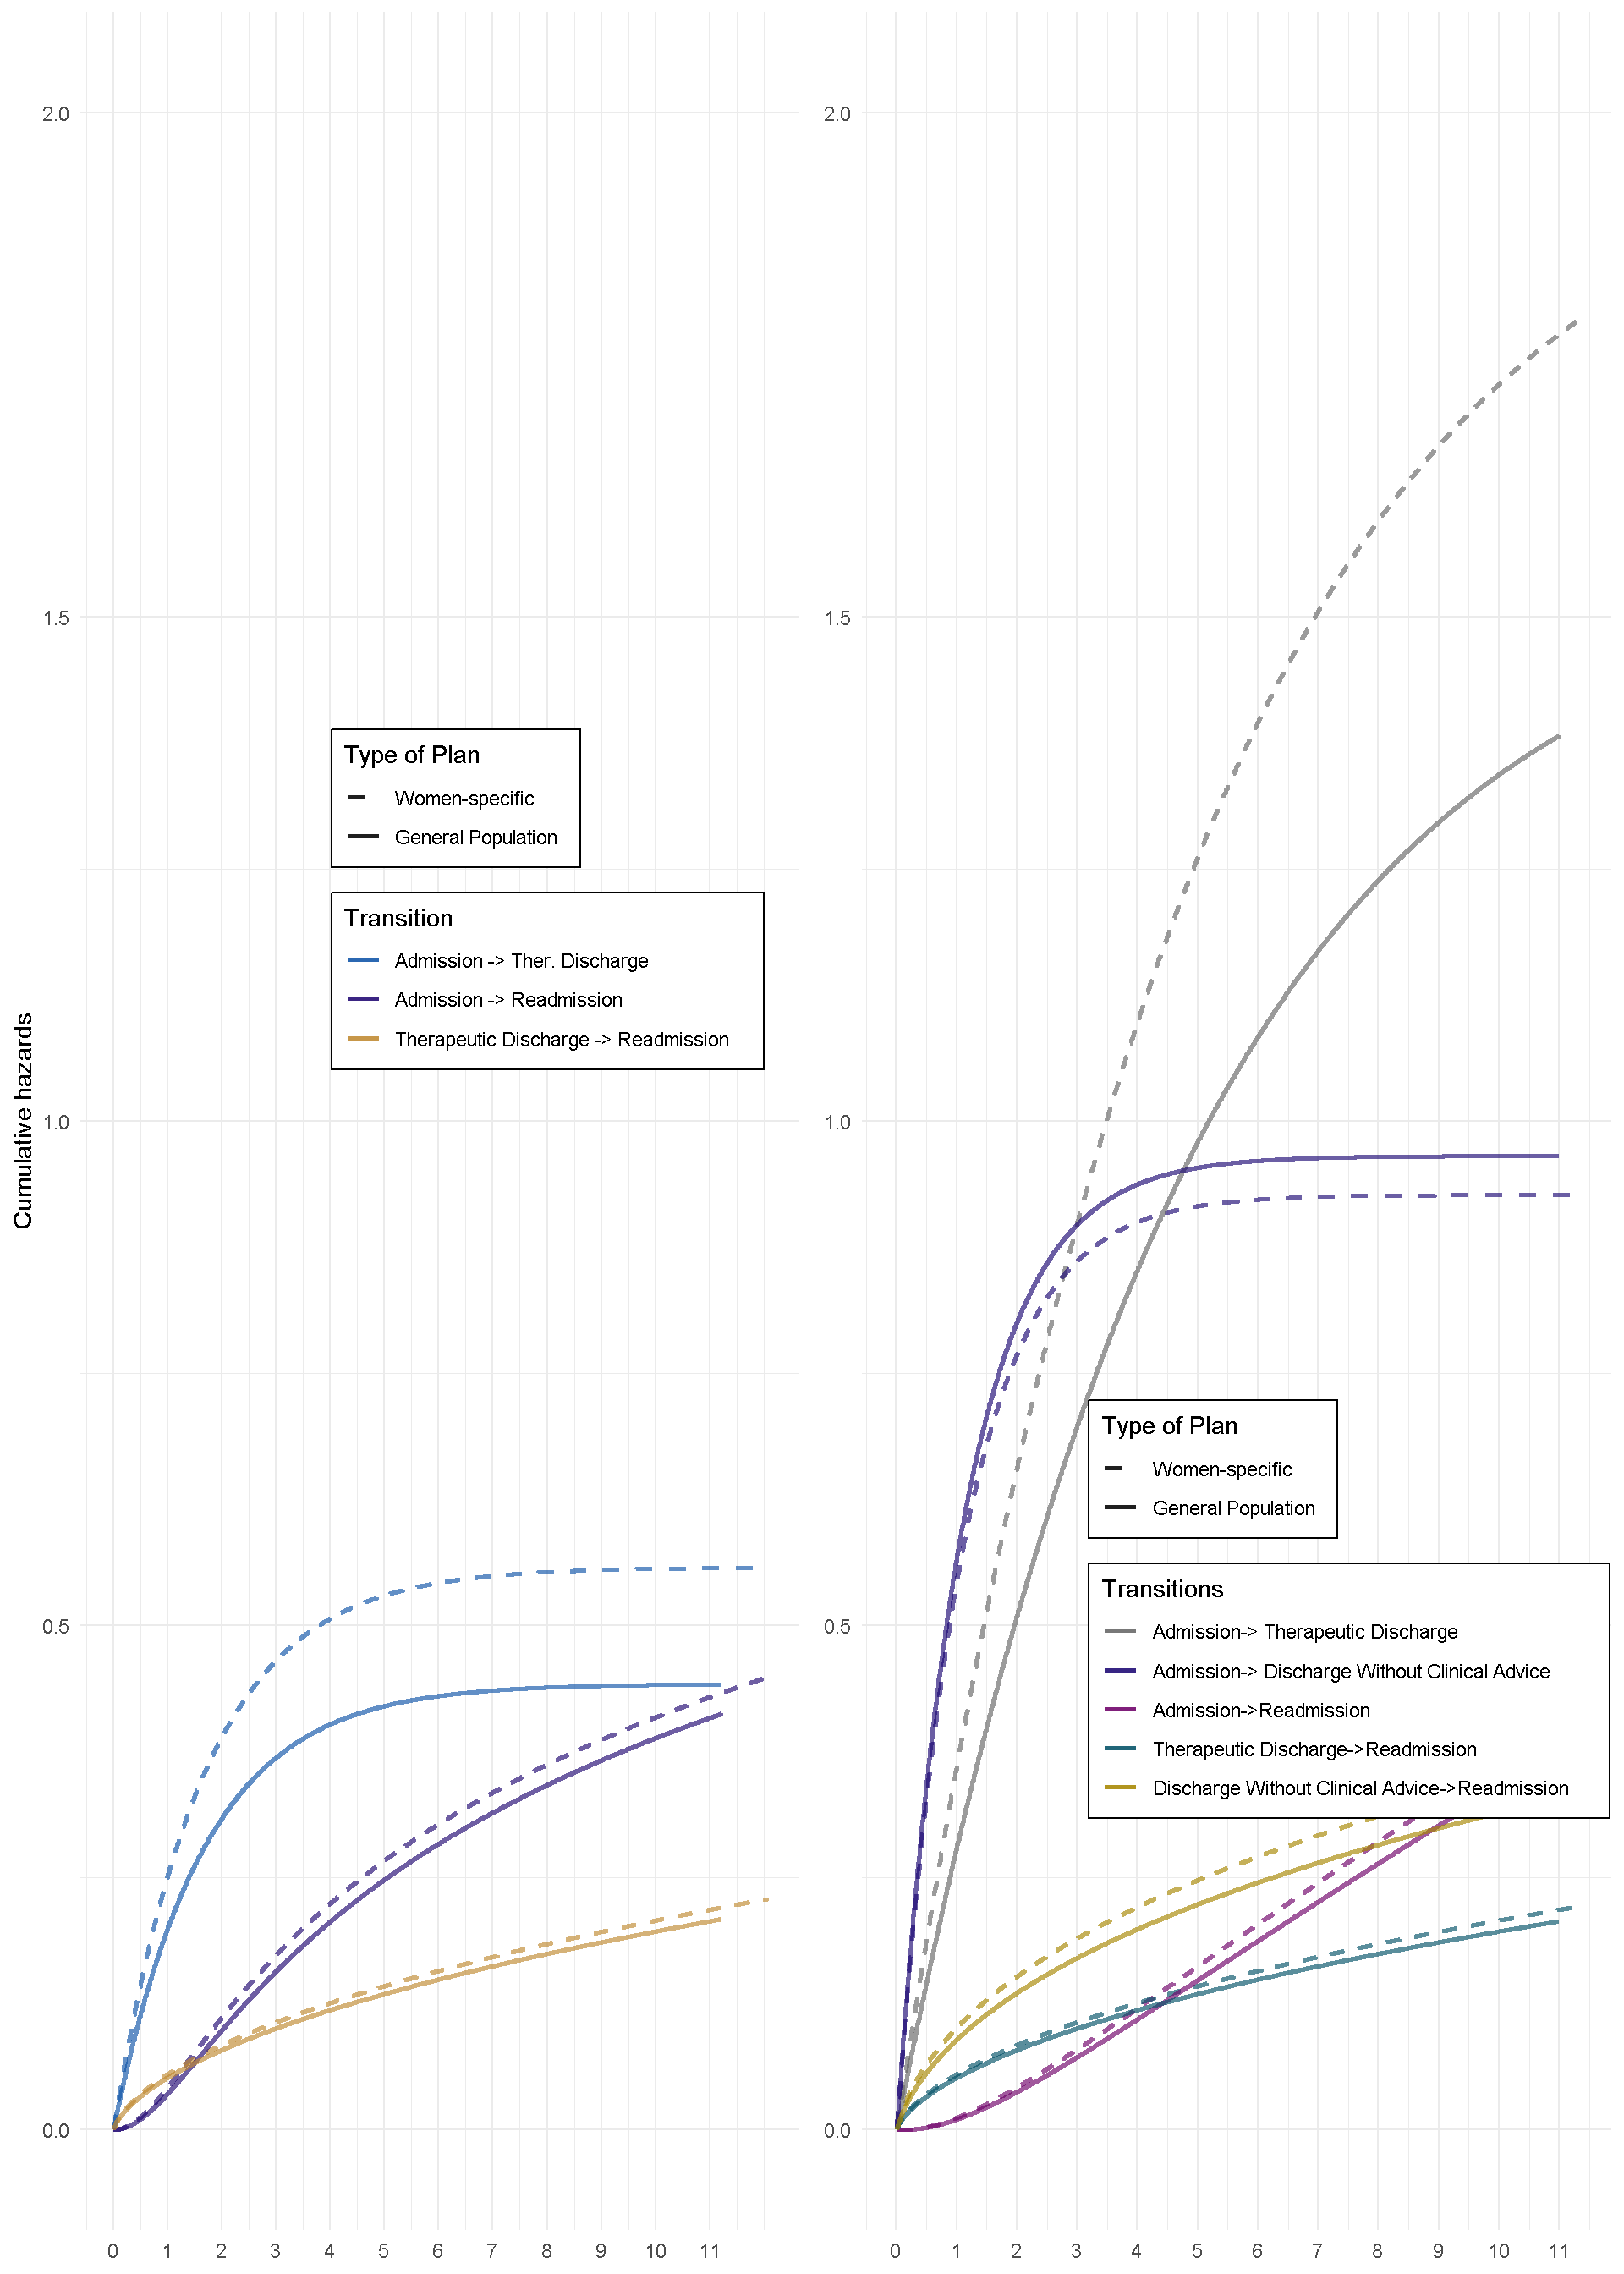 Cumulative hazards
2.0
1.5
1.0
0.5
0.0
Type of Plan
Women-specific
General Population
Transition
Admission -> Ther. Discharge
Admission -> Readmission
Therapeutic Discharge -> Readmission
0 1 2 3 4 5 6 7 8 9 10 11
2.0
1.5
1.0
0.5
0.0
Type of Plan
Women-specific
General Population
Transitions
Admission-> Therapeutic Discharge
Admission-> Discharge Without Clinical Advice
Admission->Readmission
Therapeutic Discharge->Readmission
Discharge Without Clinical Advice->Readmission
0 1 2 3 4 5 6 7 8 9 10 11